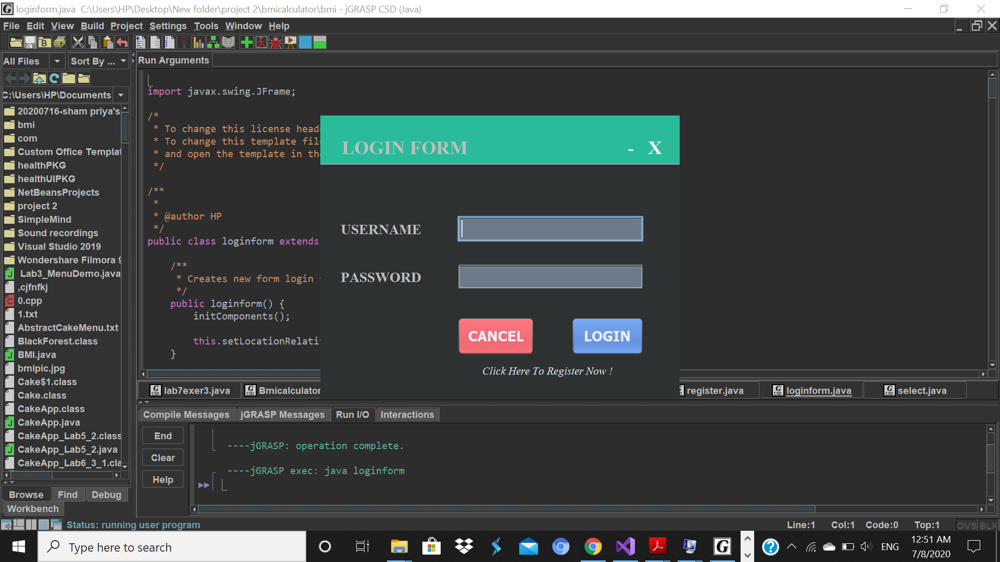 loginform.java  C:\Users\HP\Desktop\New folder\project 2\bmicalculator\bmi - jGRASP CSD (Java)
File Edit View Build Project Settings Tools Window Help
All Files
Sort By ...
C:\Users\HP\Documents
20200716-sham priya's
bmi
com
Custom Office Templat
healthPKG
healthUIPKG
NetBeansProjects
project 2
SimpleMind
Sound recordings
Visual Studio 2019
Wondershare Filmora 9
Lab3_MenuDemo.java
,cjfnfkj
0.cpp
1.txt
AbstractCakeMenu.txt
BlackForest.class
BMI.java
bmipic.jpg
Cake$1.class
Cake.class
CakeApp.class
CakeApp.java
CakeApp_Lab5_2.class
CakeApp_Lab5_2.java
CakeApp_Lab6_3_1.cla
Browse Find Debug
Workbench
Run Arguments
import javax.swing.JFrame;
/*
* To change this license head
* To change this template fil
* and open the template in th
*/
/**
*
* @author HP
*/
public class loginform extends
/**
* Creates new form login
*/
public loginform() {
initComponents();
this.setLocationRelati
}
LOGIN FORM - X
USERNAME
PASSWORD
CANCEL LOGIN
Click Here To Register Now !
lab7exer3.java Bmicalculator register.java loginform.java select.java
Compile Messages jGRASP Messages Run I/O Interactions
End
Clear
Help
----jGRASP: operation complete.
----jGRASP exec: java loginform
Status: running user program
Line:1 Col:1 Code:0 Top:1 OVS BLK
Type here to search
ENG
12:51 AM
7/8/2020